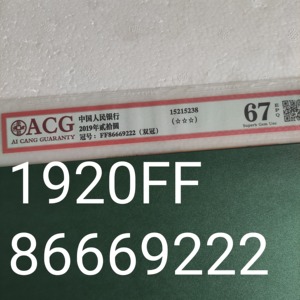 ACG
AI CANG GUARANTY
中国人民银行
2019年贰拾圆
冠号：FF86669222（双冠）
15215238
(☆☆☆)
67
EPQ
Superb Gem Unc
1920FF
86669222